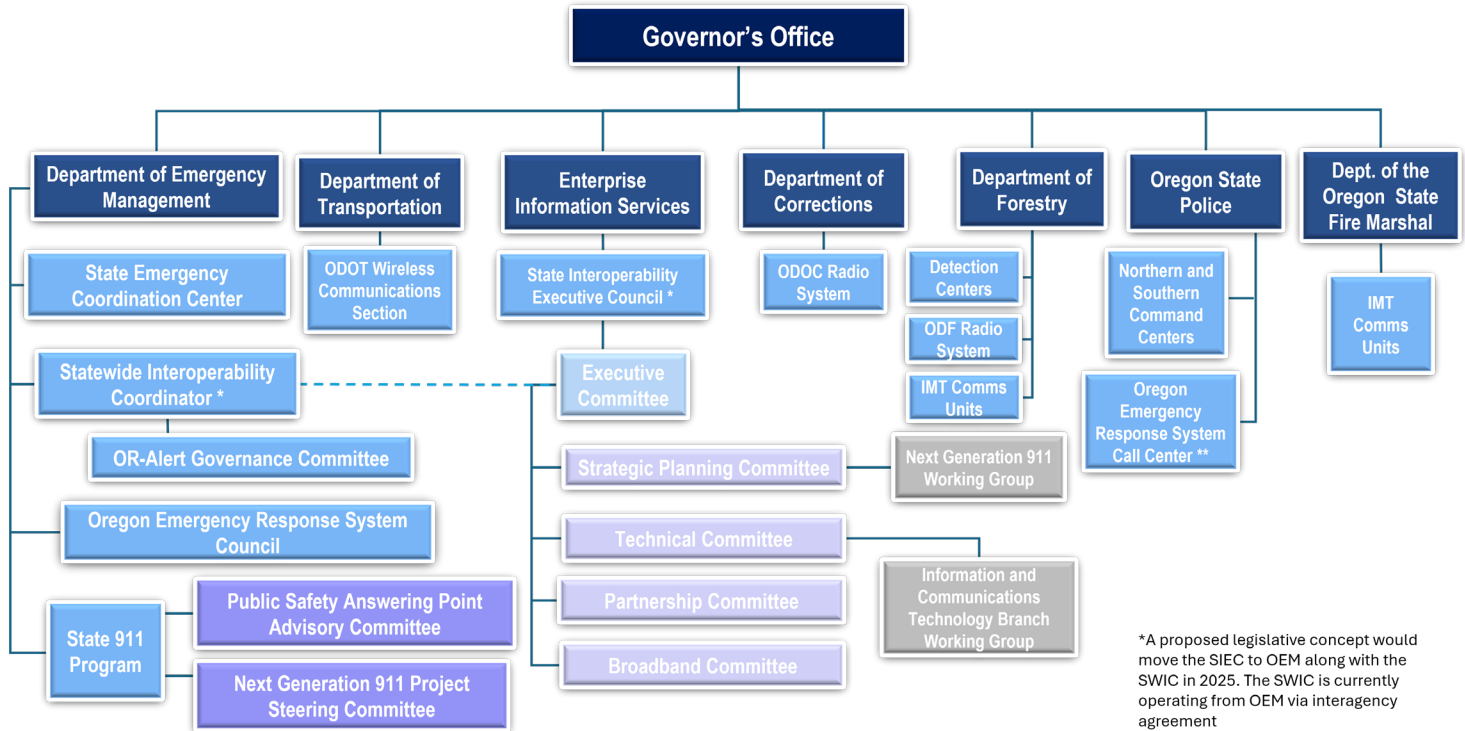 Governor's Office
Department of Emergency
Management
Department of
Transportation
Enterprise
Information Services
Department of
Corrections
Department of
Forestry
Oregon State
Police
Dept. of the
Oregon State
Fire Marshal
State Emergency
Coordination Center
ODOT Wireless
Communications
Section
State Interoperability
Executive Council *
ODOC Radio
System
Detection
Centers
ODF Radio
System
IMT Comms
Units
Northern and
Southern
Command
Centers
Oregon
Emergency
Response System
Call Center **
IMT
Comms
Units
Statewide Interoperability
Coordinator *
Executive
Committee
OR-Alert Governance Committee
Strategic Planning Committee
Next Generation 911
Working Group
Oregon Emergency Response System
Council
Technical Committee
Information and
Communications
Technology Branch
Working Group
State 911
Program
Public Safety Answering Point
Advisory Committee
Next Generation 911 Project
Steering Committee
Partnership Committee
Broadband Committee
*A proposed legislative concept would
move the SIEC to OEM along with the
SWIC in 2025. The SWIC is currently
operating from OEM via interagency
agreement